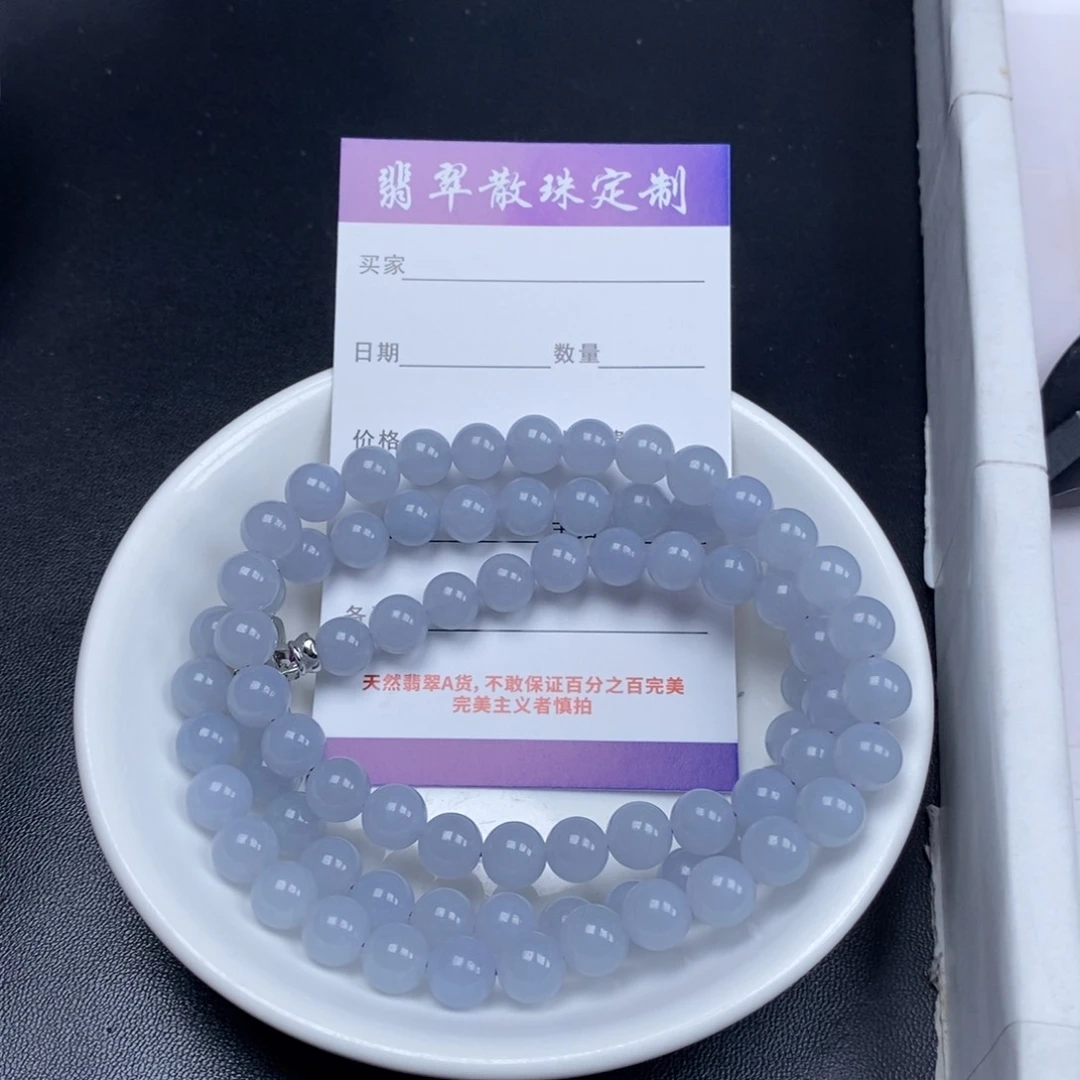 翡翠散珠定制
买家
日期 数量
价格
天然翡翠A货,不敢保证百分之百完美
完美主义者慎拍